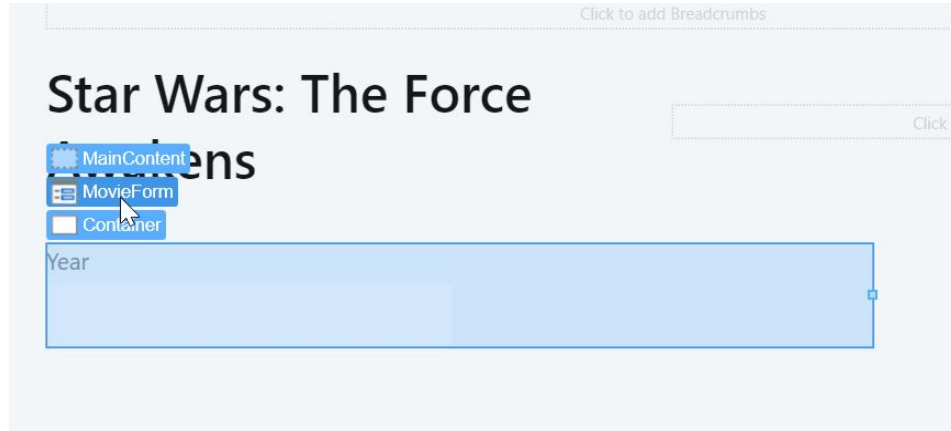 Click to add Breadcrumbs
Star Wars: The Force
Click
Awakens
MainContent
MovieForm
Container
Year